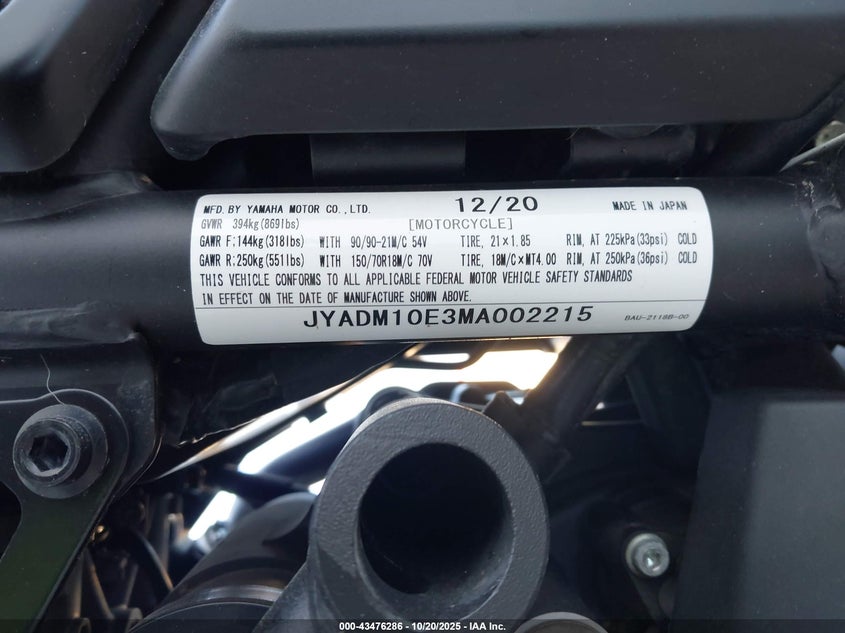 MFD. BY YAMAHA MOTOR CO.,LTD. 12/20 MADE IN JAPAN
GVWR 394kg(869lbs) [MOTORCYCLE]
GAWR F:144kg(318lbs) WITH 90/90-21M/C 54V TIRE, 21×1.85 RIM, AT 225kPa(33psi) COLD
GAWR R:250kg(551lbs) WITH 150/70R18M/C 70V TIRE, 18M/C×MT4.00 RIM, AT 250kPa(36psi) COLD
THIS VEHICLE CONFORMS TO ALL APPLICABLE FEDERAL MOTOR VEHICLE SAFETY STANDARDS
IN EFFECT ON THE DATE OF MANUFACTURE SHOWN ABOVE.
JYADM10E3MA002215 BAU-2118B-00
000-43476286 - 10/20/2025 - IAA Inc.